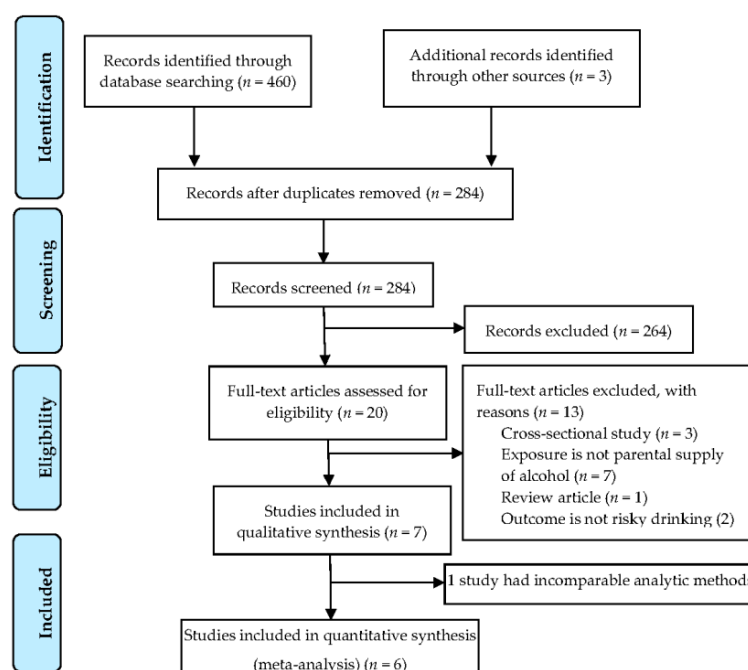 Identification
Records identified through
database searching (n = 460)
Additional records identified
through other sources (n = 3)
Records after duplicates removed (n = 284)
Screening
Records screened (n = 284)
Records excluded (n = 264)
Eligibility
Full-text articles assessed for
eligibility (n = 20)
Full-text articles excluded, with
reasons (n = 13)
Cross-sectional study (n = 3)
Exposure is not parental supply
of alcohol (n = 7)
Review article (n = 1)
Outcome is not risky drinking (2)
Studies included in
qualitative synthesis (n = 7)
Included
1 study had incomparable analytic methods
Studies included in quantitative synthesis
(meta-analysis) (n = 6)